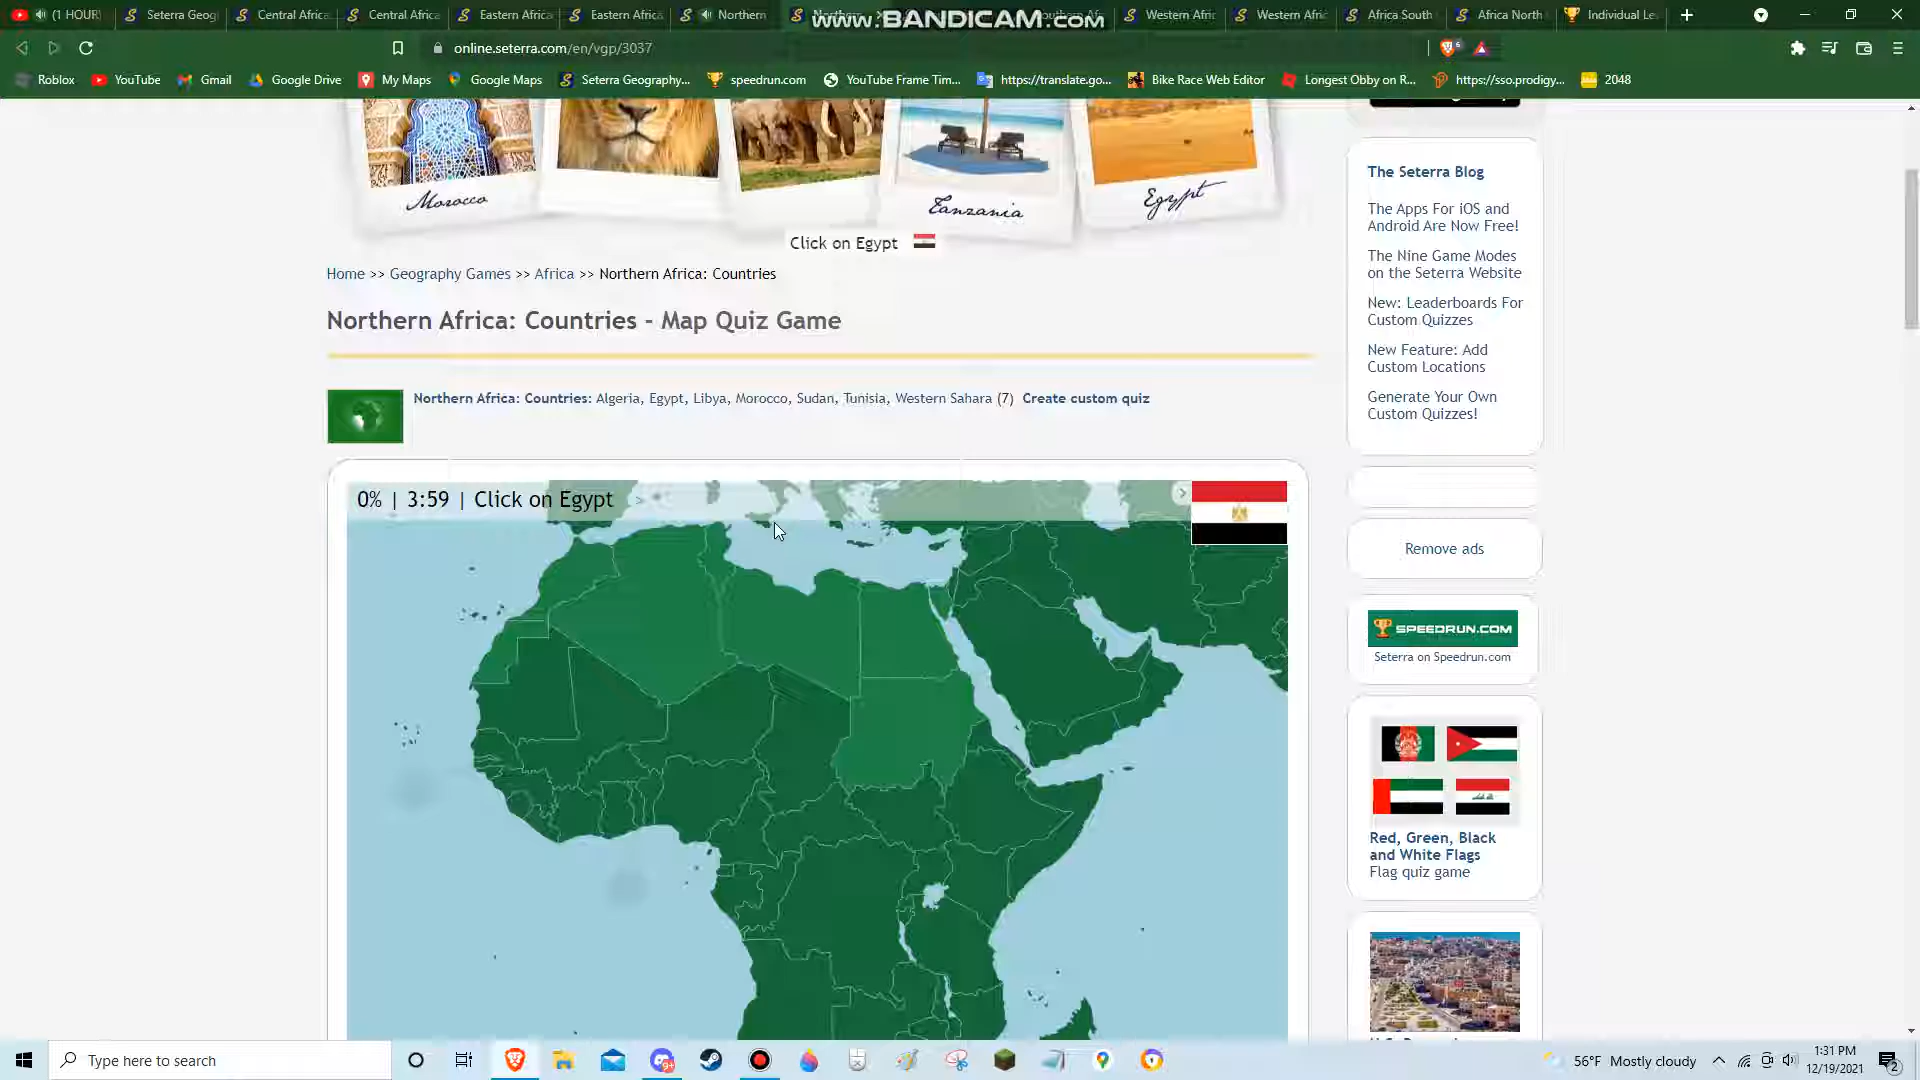 (1 HOUR
Seterra Geog
Central Africa
Central Africa
Eastern Africa
Eastern Africa
Northern
www.BANDICAM.com
Western Afri
Western Afri
Africa South
Africa North
Individual Le
online.seterra.com/en/vgp/3037
Roblox
YouTube
Gmail
Google Drive
My Maps
Google Maps
Seterra Geography...
speedrun.com
YouTube Frame Tim...
https://translate.go...
Bike Race Web Editor
Longest Obby on R...
https://sso.prodigy...
2048
Morocco
Tanzania
Egypt
Click on Egypt
Home >> Geography Games >> Africa >> Northern Africa: Countries
Northern Africa: Countries - Map Quiz Game
Northern Africa: Countries: Algeria, Egypt, Libya, Morocco, Sudan, Tunisia, Western Sahara (7) Create custom quiz
0% | 3:59 | Click on Egypt
The Seterra Blog
The Apps For iOS and
Android Are Now Free!
The Nine Game Modes
on the Seterra Website
New: Leaderboards For
Custom Quizzes
New Feature: Add
Custom Locations
Generate Your Own
Custom Quizzes!
Remove ads
SPEEDRUN.COM
Seterra on Speedrun.com
Red, Green, Black
and White Flags
Flag quiz game
Type here to search
56°F Mostly cloudy
1:31 PM
12/19/2021
2